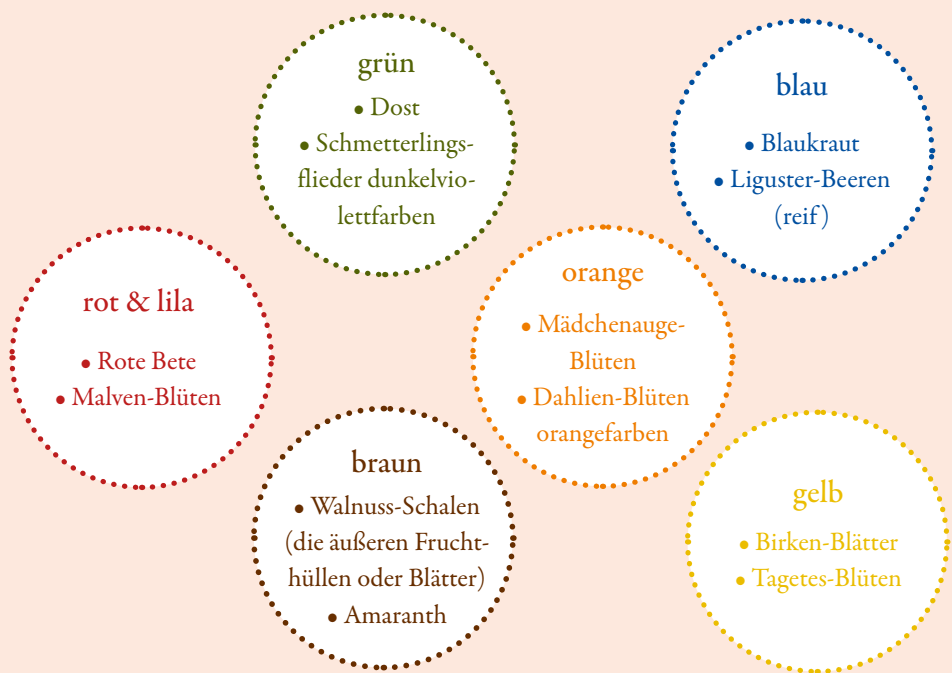 grün
• Dost
• Schmetterlings-
flieder dunkelvio-
lettfarben
blau
• Blaukraut
• Liguster-Beeren
(reif)
rot & lila
• Rote Bete
• Malven-Blüten
orange
• Mädchenauge-
Blüten
• Dahlien-Blüten
orangefarben
braun
• Walnuss-Schalen
(die äußeren Frucht-
hüllen oder Blätter)
• Amaranth
gelb
• Birken-Blätter
• Tagetes-Blüten